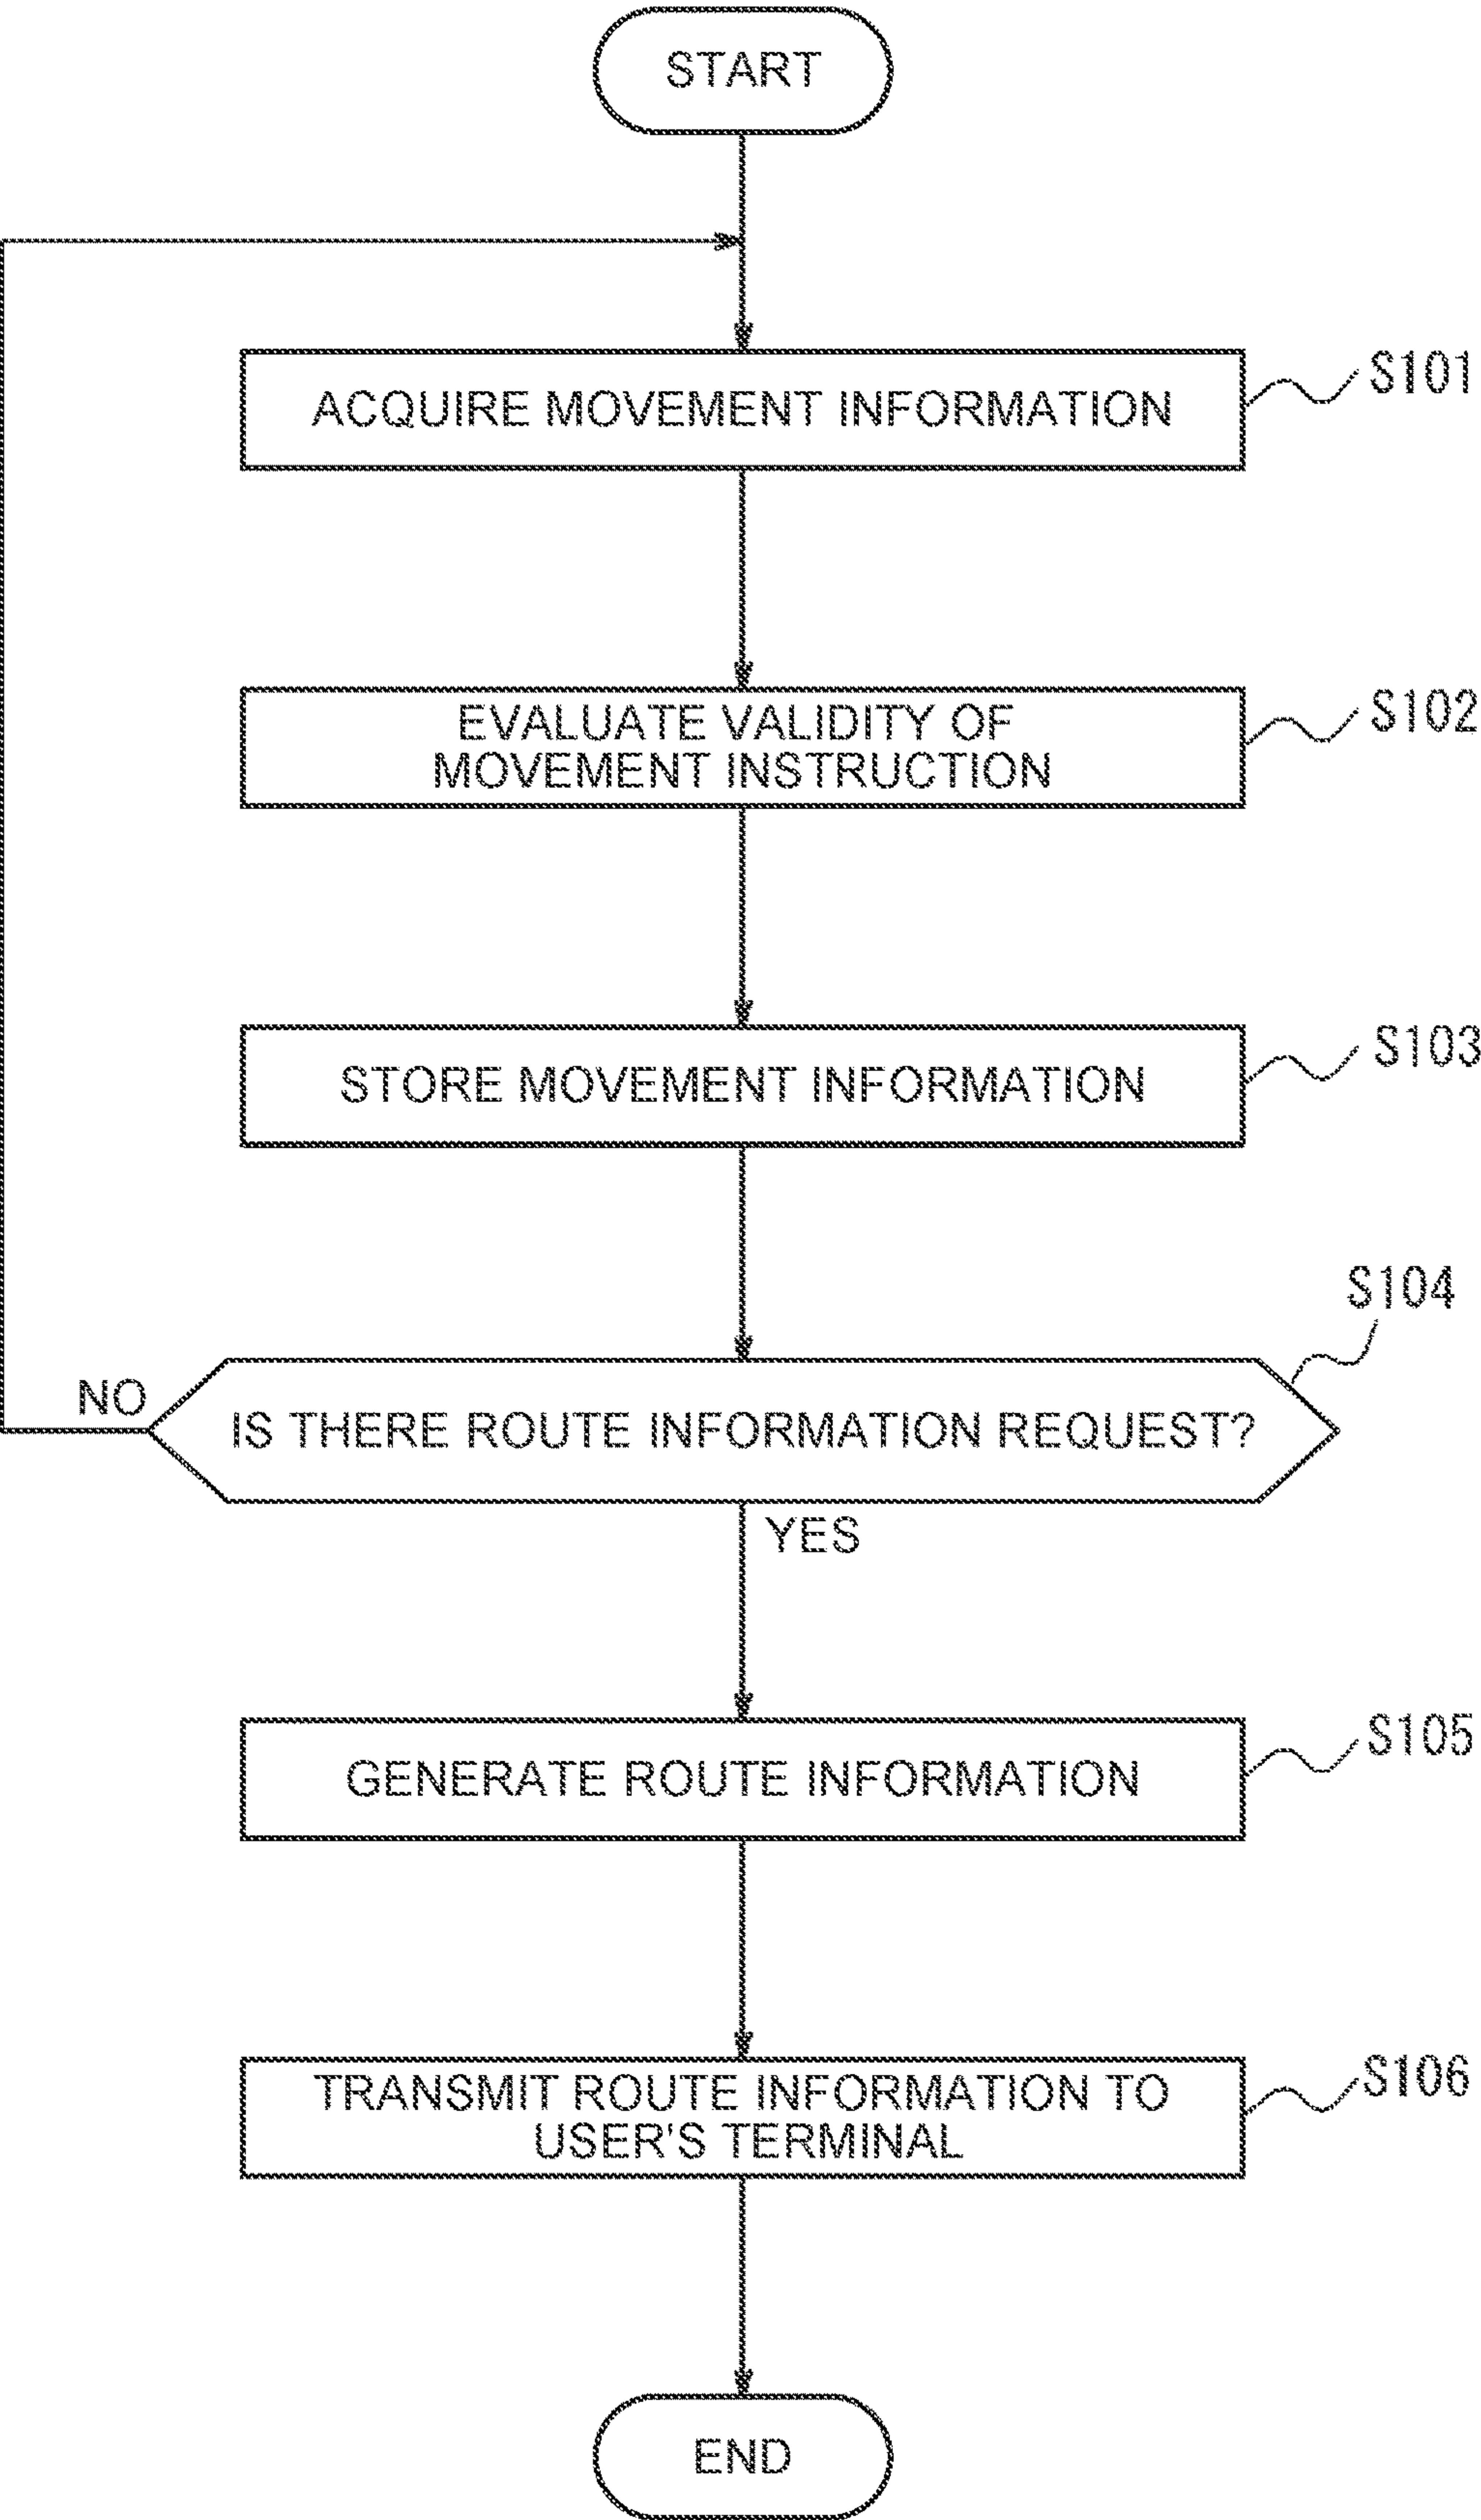 START
ACQUIRE MOVEMENT INFORMATION
S101
EVALUATE VALIDITY OF
MOVEMENT INSTRUCTION
S102
STORE MOVEMENT INFORMATION
S103
S104
NO
IS THERE ROUTE INFORMATION REQUEST?
YES
GENERATE ROUTE INFORMATION
S105
TRANSMIT ROUTE INFORMATION TO
USER'S TERMINAL
S106
END